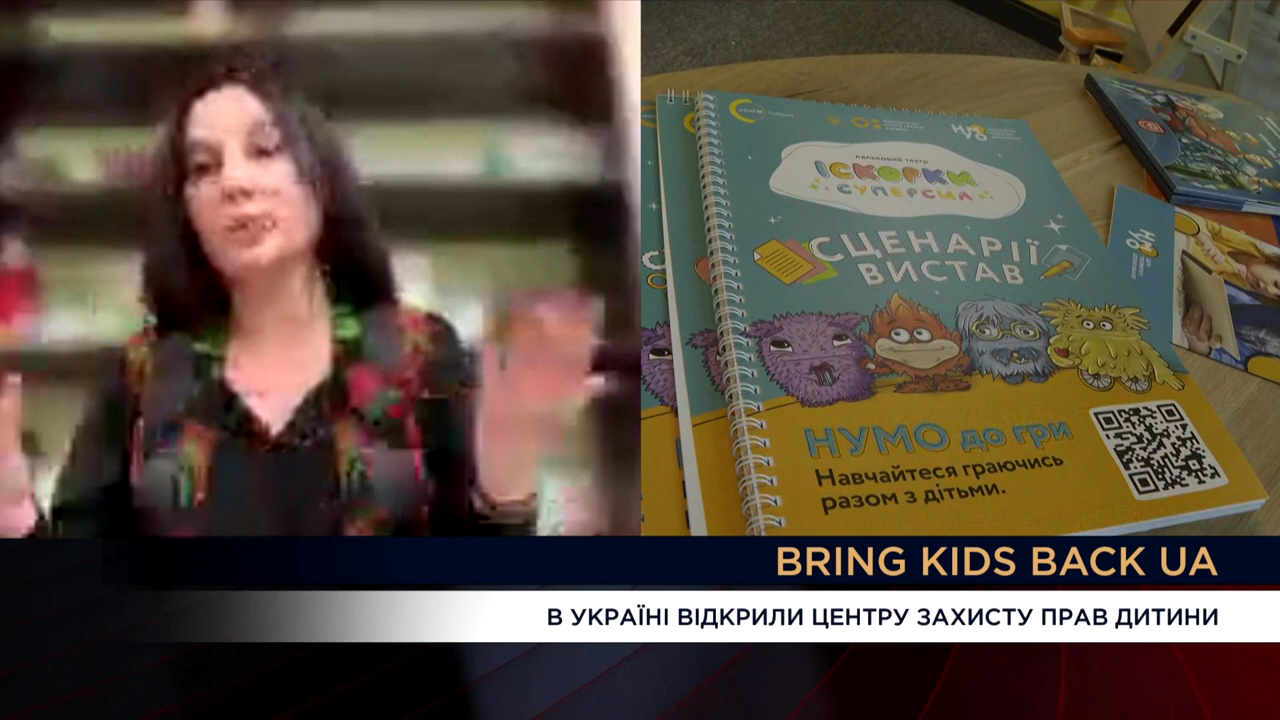 unicef
ляльковий театр
ІСКОРКИ
СУПЕРСИЛ
СЦЕНАРІЇ
ВИСТАВ
НУМО до гри
Навчайтеся граючись
разом з дітьми.
BRING KIDS BACK UA
В УКРАЇНІ ВІДКРИЛИ ЦЕНТРУ ЗАХИСТУ ПРАВ ДИТИНИ